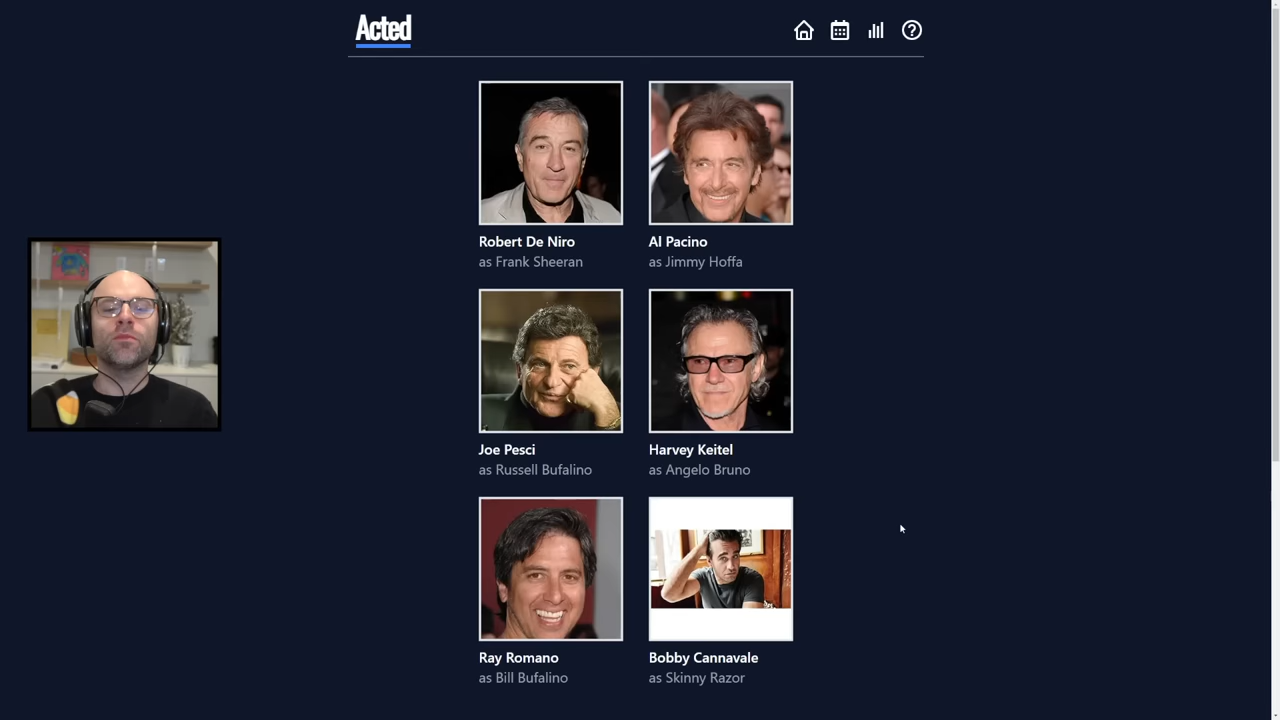 Acted
Robert De Niro
as Frank Sheeran
Al Pacino
as Jimmy Hoffa
Joe Pesci
as Russell Bufalino
Harvey Keitel
as Angelo Bruno
Ray Romano
as Bill Bufalino
Bobby Cannavale
as Skinny Razor